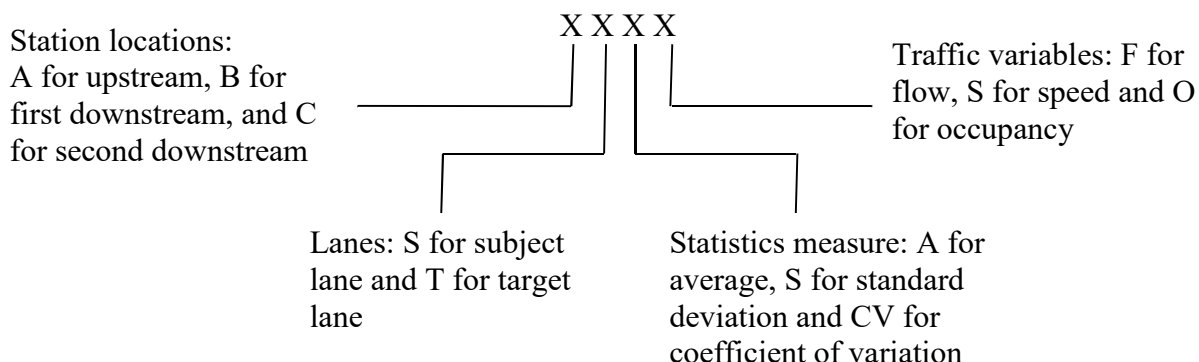 X X X X
Station locations:
A for upstream, B for
first downstream, and C
for second downstream
Traffic variables: F for
flow, S for speed and O
for occupancy
Lanes: S for subject
lane and T for target
lane
Statistics measure: A for
average, S for standard
deviation and CV for
coefficient of variation